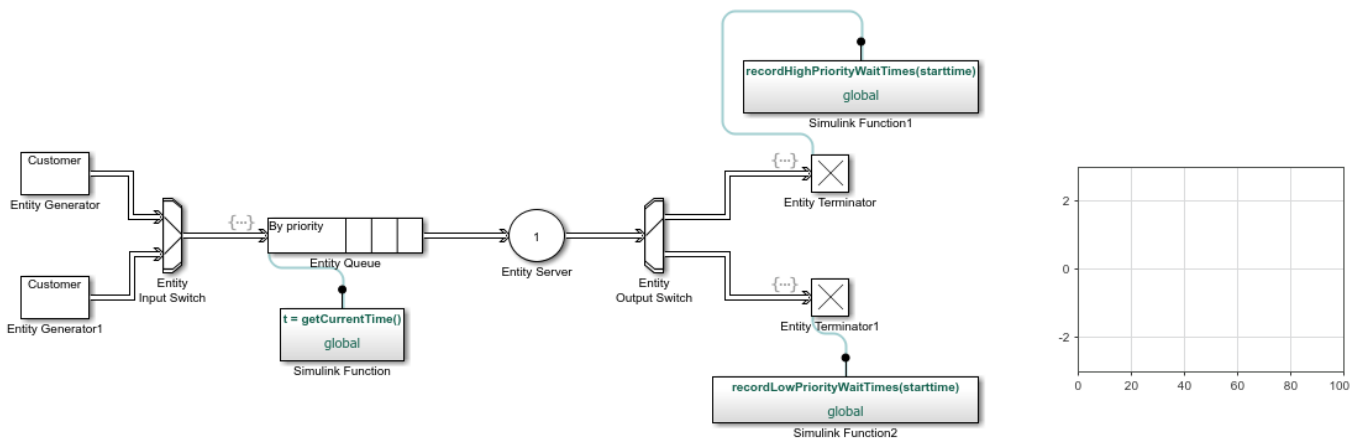 recordHighPriorityWaitTimes(starttime)
global
Simulink Function1
Customer
Entity Generator
{...}
Entity Terminator
{...}
By priority
Entity Queue
1
Entity Server
Entity
Input Switch
Entity
Output Switch
Customer
Entity Generator1
t = getCurrentTime()
global
Simulink Function
{...}
Entity Terminator1
recordLowPriorityWaitTimes(starttime)
global
Simulink Function2
2
0
-2
0
20
40
60
80
100